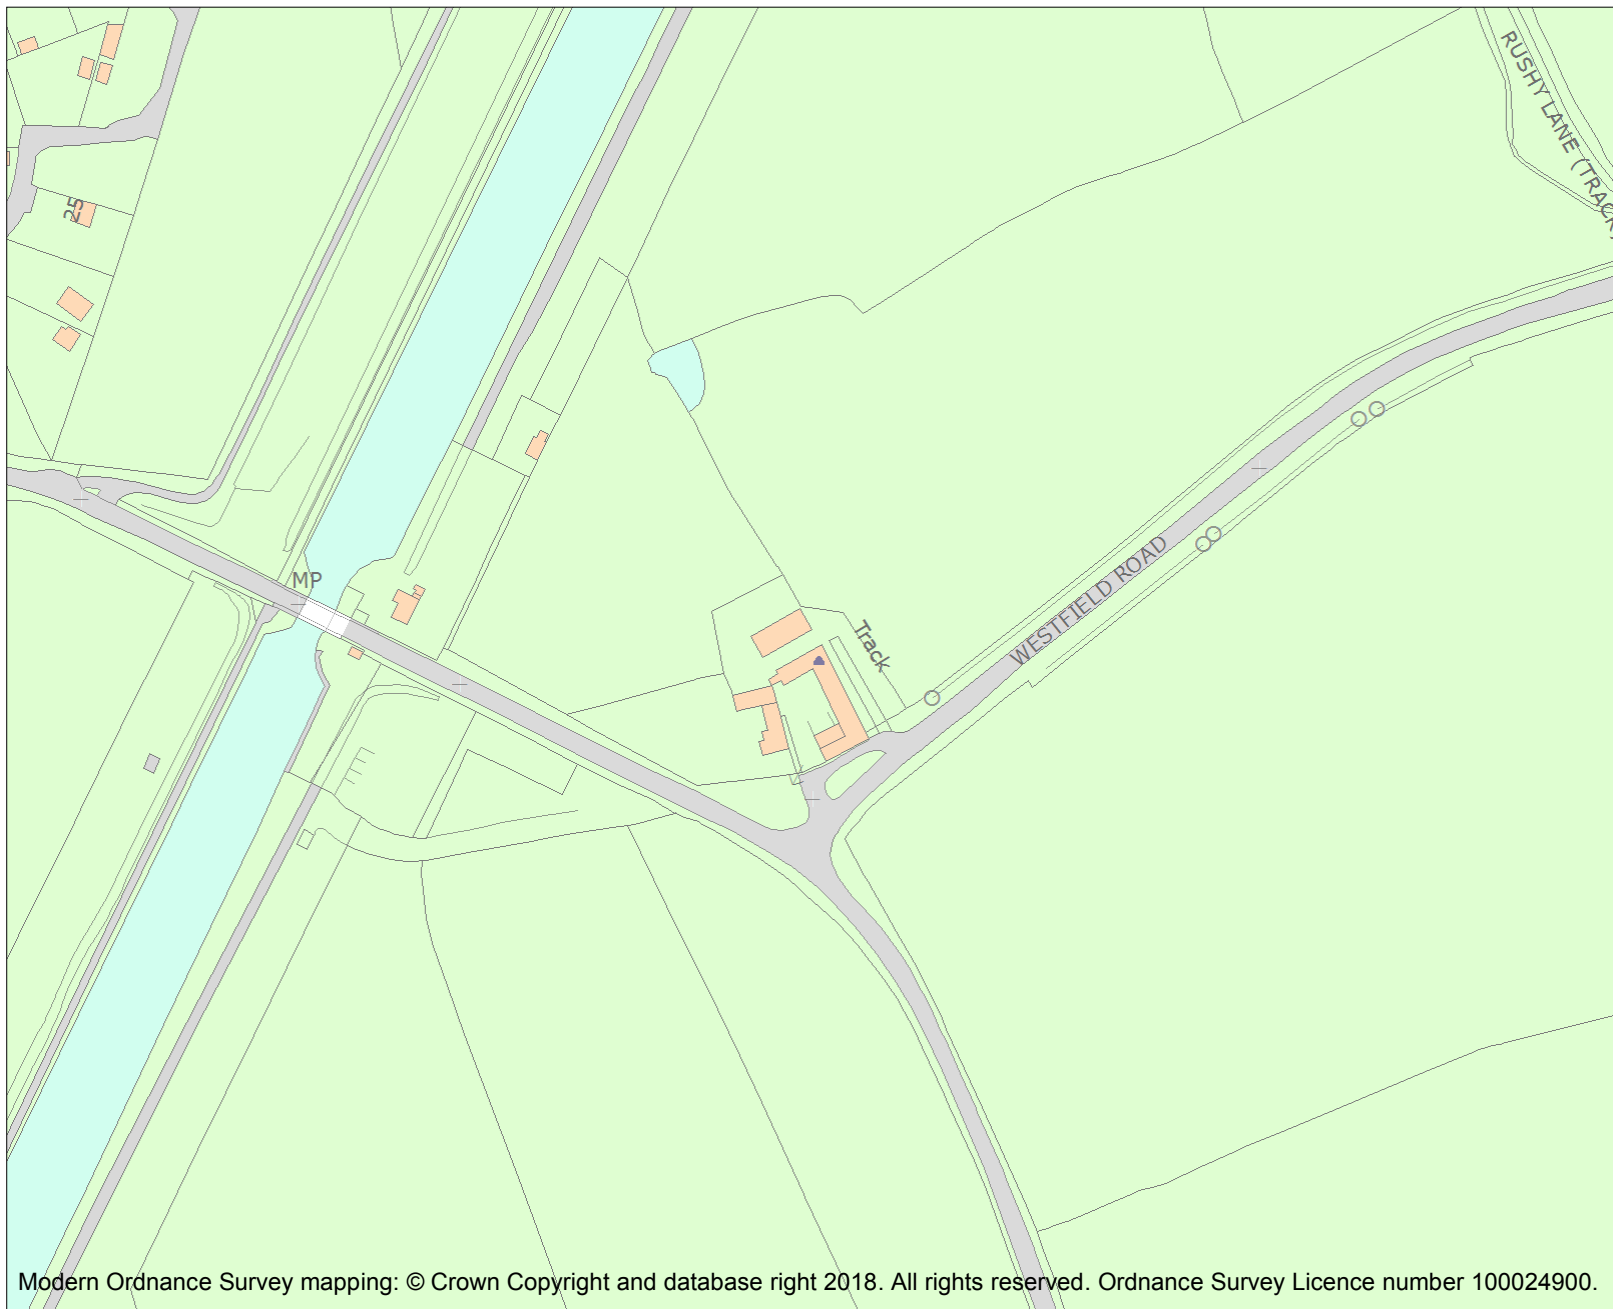 RUSHY LANE (TRACK)
25
MP
WESTFIELD ROAD
Track
Modern Ordnance Survey mapping: © Crown Copyright and database right 2018. All rights reserved. Ordnance Survey Licence number 100024900.